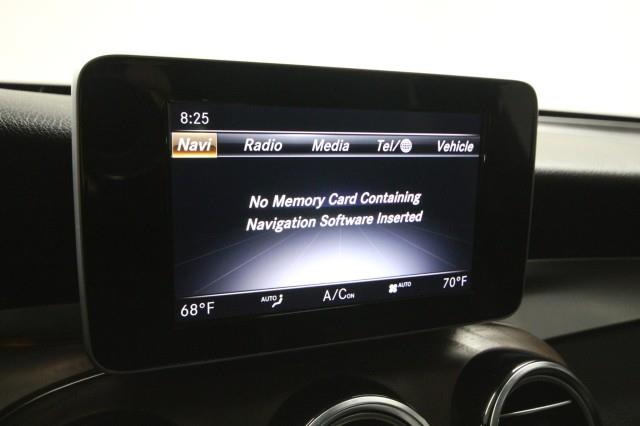 8:25
Navi Radio Media Tel/ Vehicle
No Memory Card Containing
Navigation Software Inserted
68°F AUTO A/C ON AUTO 70°F